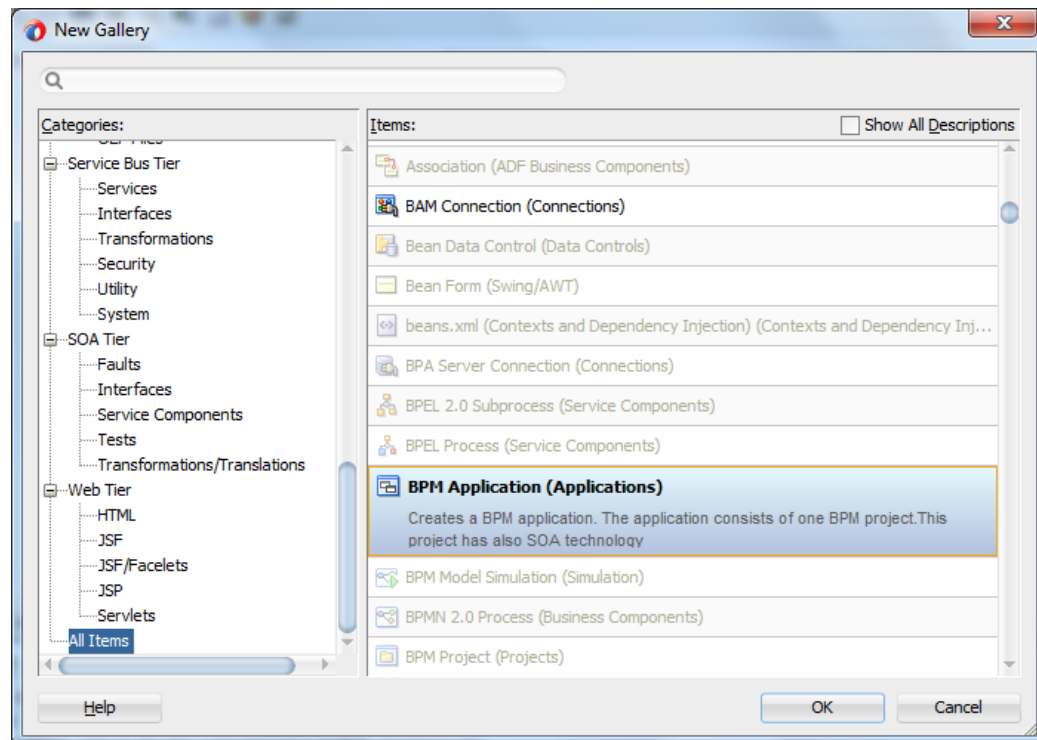 New Gallery
Categories:
Service Bus Tier
Services
Interfaces
Transformations
Security
Utility
System
SOA Tier
Faults
Interfaces
Service Components
Tests
Transformations/Translations
Web Tier
HTML
JSF
JSF/Facelets
JSP
Servlets
All Items
Items:
Show All Descriptions
Association (ADF Business Components)
BAM Connection (Connections)
Bean Data Control (Data Controls)
Bean Form (Swing/AWT)
beans.xml (Contexts and Dependency Injection) (Contexts and Dependency Inj...
BPA Server Connection (Connections)
BPEL 2.0 Subprocess (Service Components)
BPEL Process (Service Components)
BPM Application (Applications)
Creates a BPM application. The application consists of one BPM project.This
project has also SOA technology
BPM Model Simulation (Simulation)
BPMN 2.0 Process (Business Components)
BPM Project (Projects)
Help
OK
Cancel